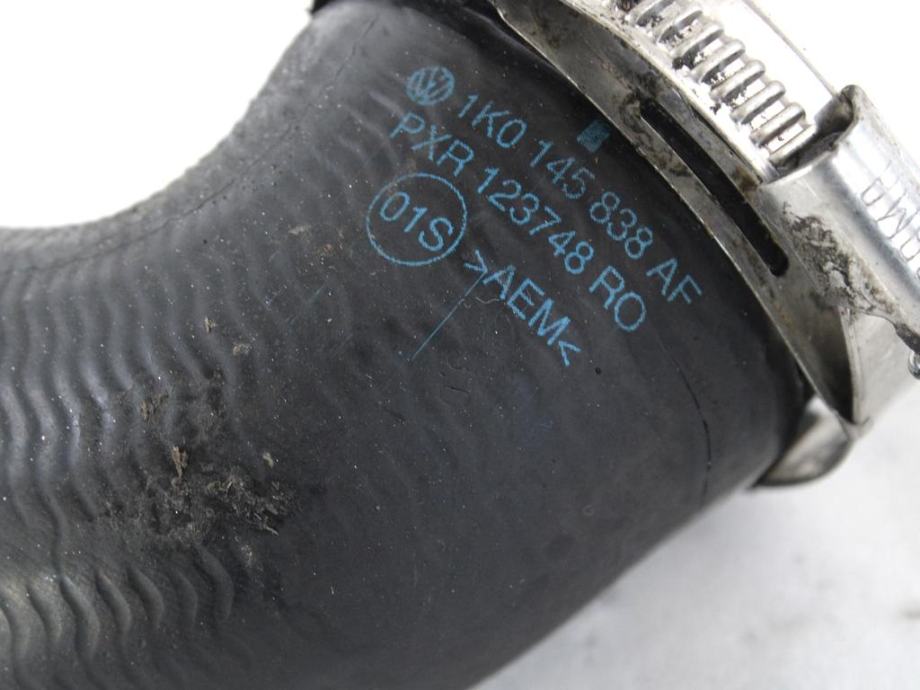 1K0 145 838 AF
PXR 123748 RO
01S >AEM<